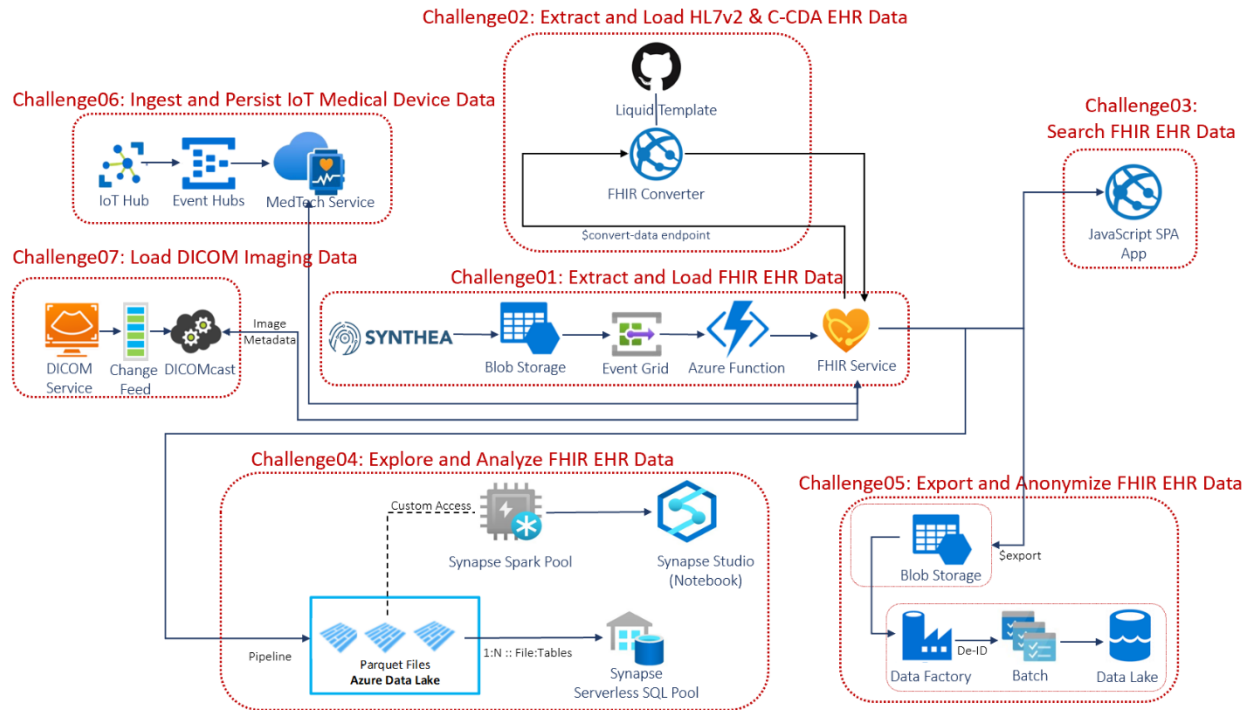 Challenge02: Extract and Load HL7v2 & C-CDA EHR Data
Liquid Template
FHIR Converter
$convert-data endpoint
Challenge06: Ingest and Persist IoT Medical Device Data
IoT Hub
Event Hubs
MedTech Service
Challenge03:
Search FHIR EHR Data
JavaScript SPA
App
Challenge07: Load DICOM Imaging Data
DICOM
Service
Change
Feed
DICOMcast
Image
Metadata
Challenge01: Extract and Load FHIR EHR Data
SYNTHEA
Blob Storage
Event Grid
Azure Function
FHIR Service
Challenge04: Explore and Analyze FHIR EHR Data
Custom Access
Synapse Spark Pool
Synapse Studio
(Notebook)
Pipeline
Parquet Files
Azure Data Lake
1:N :: File:Tables
Synapse
Serverless SQL Pool
Challenge05: Export and Anonymize FHIR EHR Data
Blob Storage
$export
Data Factory
De-ID
Batch
Data Lake